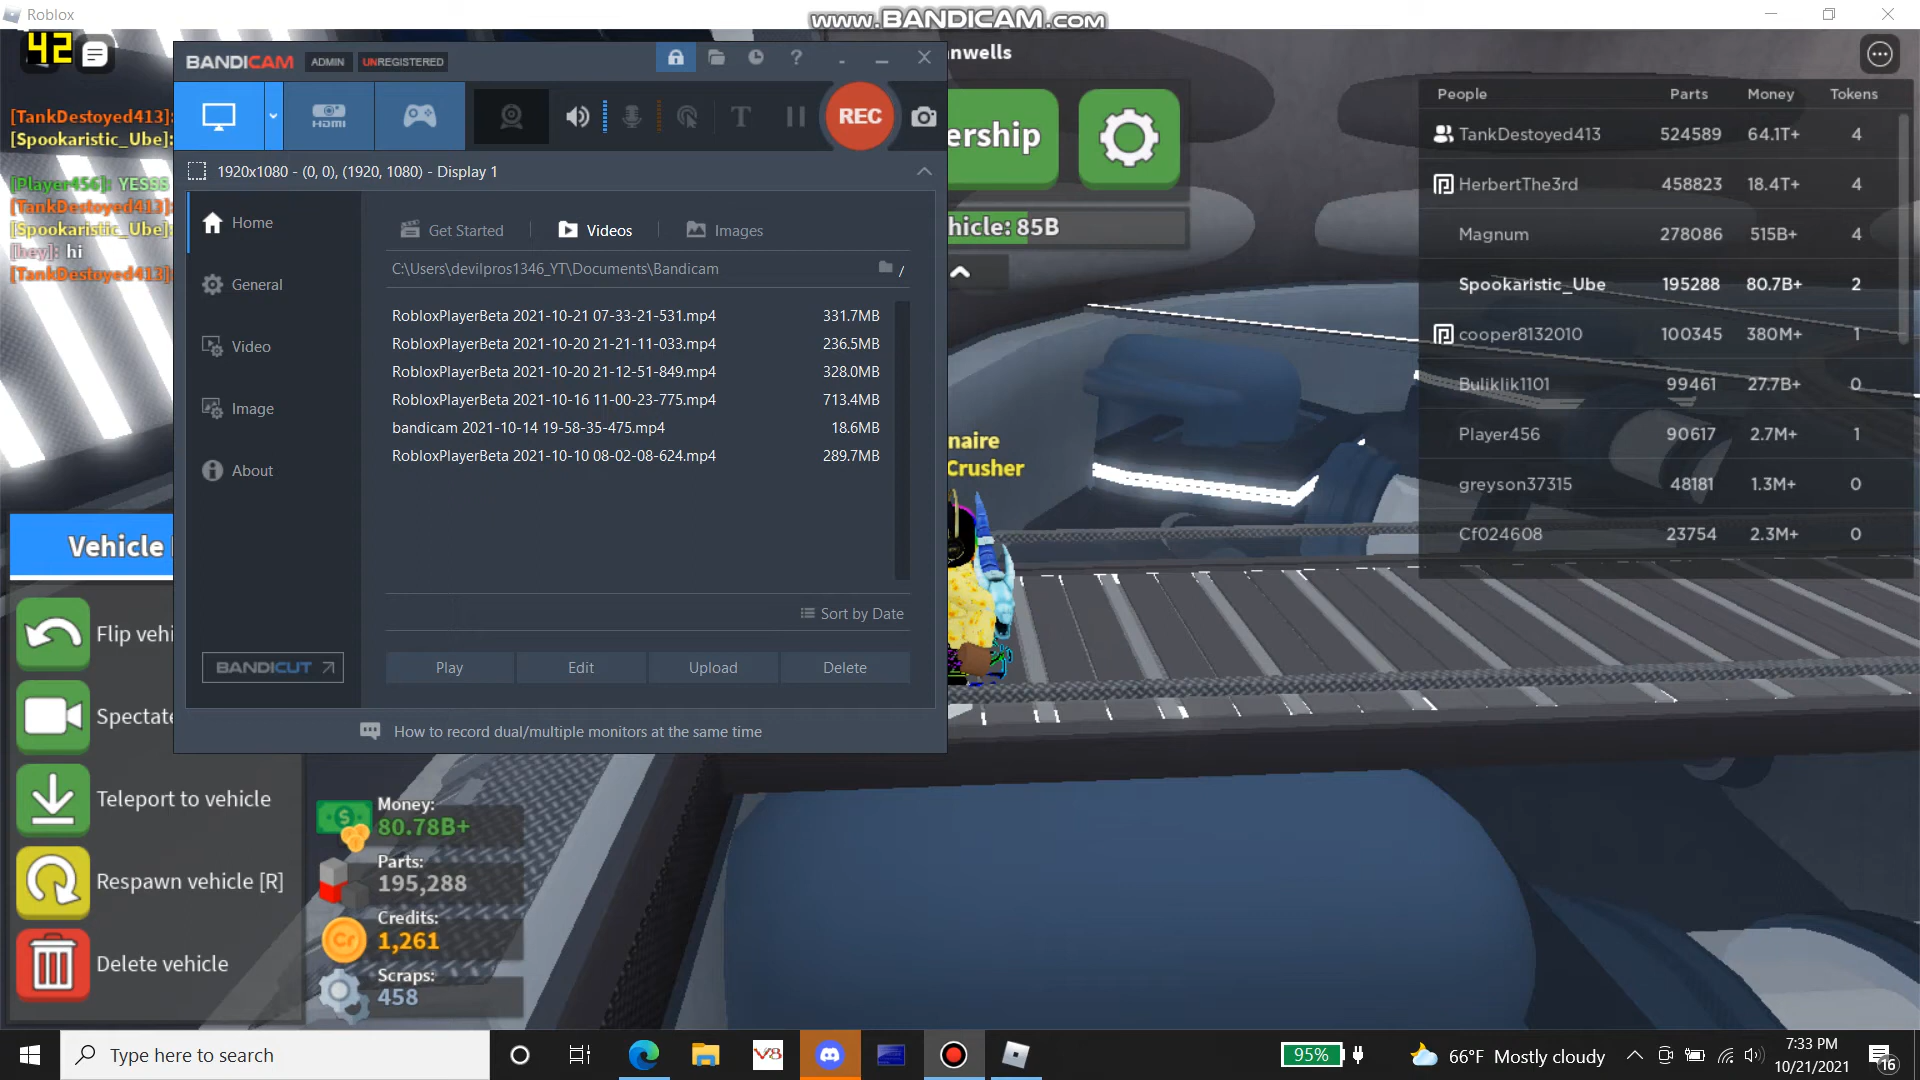 Roblox
www.BANDICAM.com
42
BANDICAM ADMIN UNREGISTERED
nwells
REC
1920x1080 - (0, 0), (1920, 1080) - Display 1
Home
General
Video
Image
About
BANDICUT
Get Started
Videos
Images
C:\Users\devilpros1346_YT\Documents\Bandicam
RobloxPlayerBeta 2021-10-21 07-33-21-531.mp4 331.7MB
RobloxPlayerBeta 2021-10-20 21-21-11-033.mp4 236.5MB
RobloxPlayerBeta 2021-10-20 21-12-51-849.mp4 328.0MB
RobloxPlayerBeta 2021-10-16 11-00-23-775.mp4 713.4MB
bandicam 2021-10-14 19-58-35-475.mp4 18.6MB
RobloxPlayerBeta 2021-10-10 08-02-08-624.mp4 289.7MB
Sort by Date
Play Edit Upload Delete
How to record dual/multiple monitors at the same time
[TankDestoyed413]:
[Spookaristic_Ube]:
[Player456]: YESSS
[TankDestoyed413]:
[Spookaristic_Ube]:
[hey]: hi
[TankDestoyed413]:
ership
hicle: 85B
naire
Crusher
People Parts Money Tokens
TankDestoyed413 524589 64.1T+ 4
HerbertThe3rd 458823 18.4T+ 4
Magnum 278086 515B+ 4
Spookaristic_Ube 195288 80.7B+ 2
cooper8132010 100345 380M+ 1
Buliklik1101 99461 27.7B+ 0
Player456 90617 2.7M+ 1
greyson37315 48181 1.3M+ 0
Cf024608 23754 2.3M+ 0
Vehicle
Flip vehi
Spectate
Teleport to vehicle
Respawn vehicle [R]
Delete vehicle
Money:
80.78B+
Parts:
195,288
Credits:
Cr
1,261
Scraps:
458
Type here to search
V8
95%
66°F Mostly cloudy
7:33 PM
10/21/2021
16